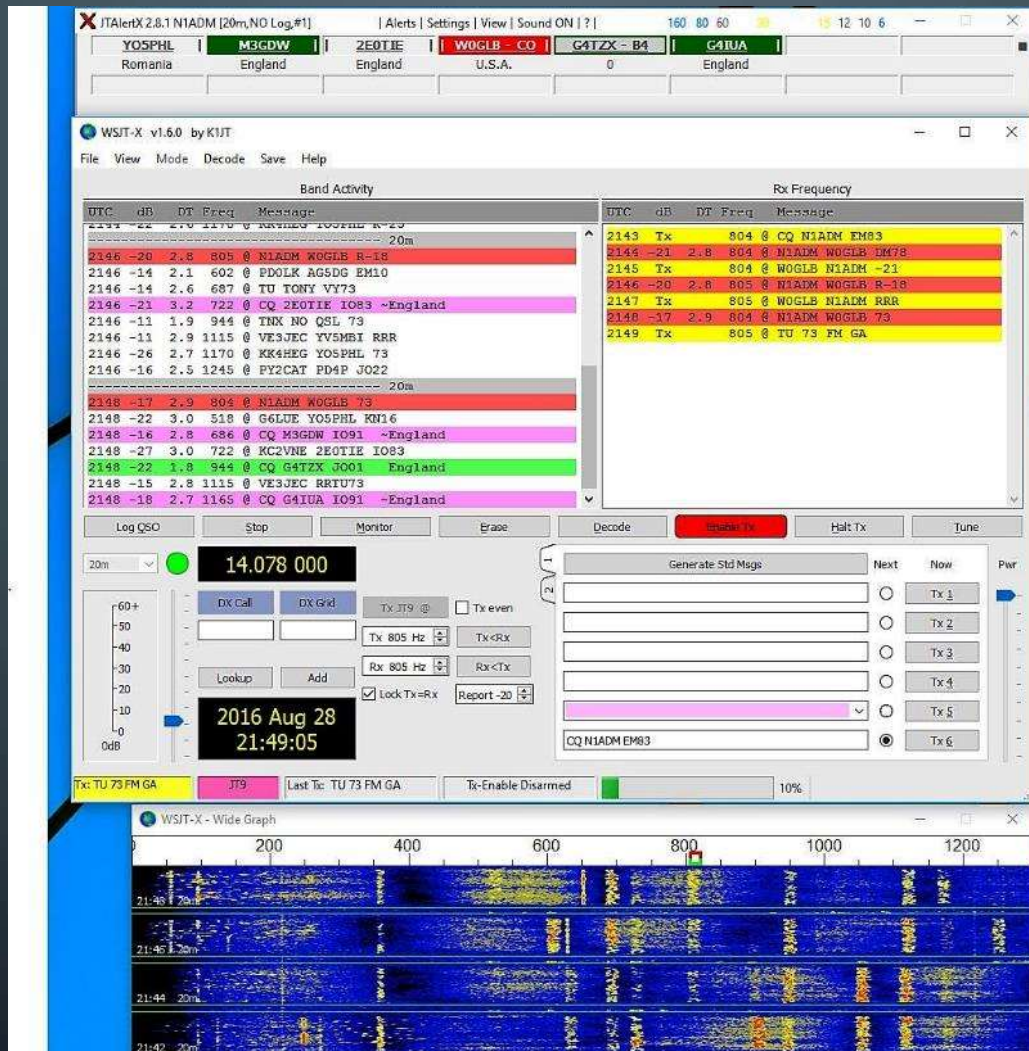 JTAlertX 2.8.1 N1ADM [20m,NO Log,#1] | Alerts | Settings | View | Sound ON | ? | 160 80 60 30 15 12 10 6
YO5PHL M3GDW 2E0TIE W0GLB - CO G4TZX - B4 G4IUA
Romania England England U.S.A. 0 England
WSJT-X v1.6.0 by K1JT
File View Mode Decode Save Help
Band Activity
UTC dB DT Freq Message
2144 -22 2.6 1170 @ KK4HEG YO5PHL R-23
20m
2146 -20 2.8 805 @ N1ADM W0GLB R-18
2146 -14 2.1 602 @ PD0LK AG5DG EM10
2146 -14 2.6 687 @ TU TONY VY73
2146 -21 3.2 722 @ CQ 2E0TIE IO83 ~England
2146 -11 1.9 944 @ TNX NO QSL 73
2146 -11 2.9 1115 @ VE3JEC YV5MBI RRR
2146 -26 2.7 1170 @ KK4HEG YO5PHL 73
2146 -16 2.5 1245 @ PY2CAT PD4P JO22
20m
2148 -17 2.9 804 @ N1ADM W0GLB 73
2148 -22 3.0 518 @ G6LUE YO5PHL KN16
2148 -16 2.8 686 @ CQ M3GDW IO91 ~England
2148 -27 3.0 722 @ KC2VNE 2E0TIE IO83
2148 -22 1.8 944 @ CQ G4TZX JO01 England
2148 -15 2.8 1115 @ VE3JEC RRTU73
2148 -18 2.7 1165 @ CQ G4IUA IO91 ~England
Rx Frequency
UTC dB DT Freq Message
2143 Tx 804 @ CQ N1ADM EM83
2144 -21 2.8 804 @ N1ADM W0GLB DM78
2145 Tx 804 @ W0GLB N1ADM -21
2146 -20 2.8 805 @ N1ADM W0GLB R-18
2147 Tx 805 @ W0GLB N1ADM RRR
2148 -17 2.9 804 @ N1ADM W0GLB 73
2149 Tx 805 @ TU 73 FM GA
Log QSO Stop Monitor Erase Decode Enable Tx Halt Tx Tune
20m 14.078 000
-60+
-50
-40
-30
-20
-10
-0
0dB
DX Call DX Grid
Lookup Add
2016 Aug 28
21:49:05
Tx JT9 @ Tx even
Tx 805 Hz Tx<Rx
Rx 805 Hz Rx<Tx
Lock Tx=Rx Report -20
1
2
Generate Std Msgs Next Now Pwr
Tx 1
Tx 2
Tx 3
Tx 4
Tx 5
CQ N1ADM EM83 Tx 6
Tx: TU 73 FM GA JT9 Last Tx: TU 73 FM GA Tx-Enable Disarmed 10%
WSJT-X - Wide Graph
200 400 600 800 1000 1200
21:48 20m
21:46 20m
21:44 20m
21:42 20m